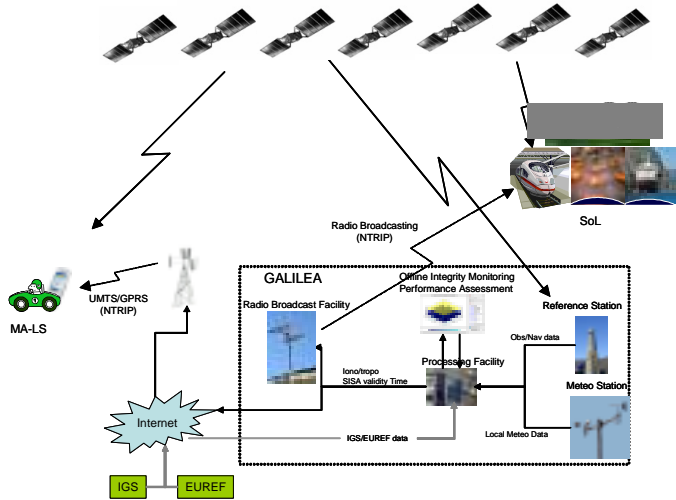 SoL
Radio Broadcasting
(NTRIP)
GALILEA
Offline Integrity Monitoring
Performance Assessment
Radio Broadcast Facility
Reference Station
UMTS/GPRS
(NTRIP)
MA-LS
Obs/Nav data
Processing Facility
Iono/tropo
SISA validity Time
Meteo Station
Internet
IGS/EUREF data
Local Meteo Data
IGS
EUREF